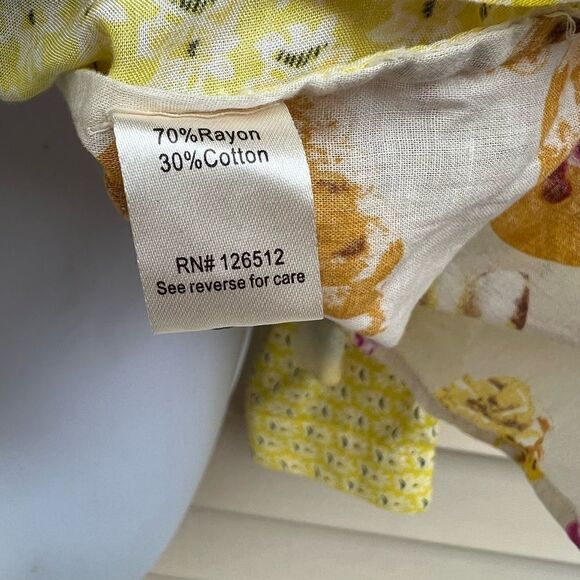 70%Rayon
30%Cotton
RN# 126512
See reverse for care